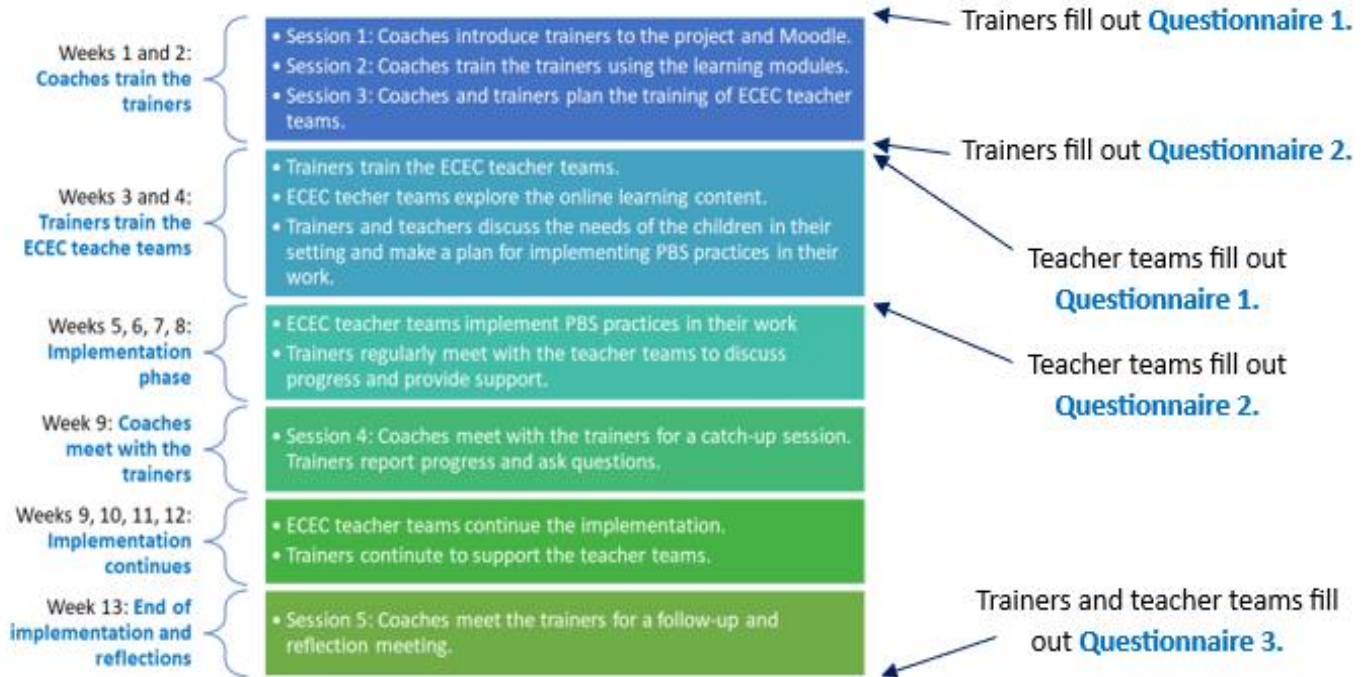 Trainers fill out Questionnaire 1.
Weeks 1 and 2:
Coaches train the
trainers
• Session 1: Coaches introduce trainers to the project and Moodle.
• Session 2: Coaches train the trainers using the learning modules.
• Session 3: Coaches and trainers plan the training of ECEC teacher
teams.
Trainers fill out Questionnaire 2.
Weeks 3 and 4:
Trainers train the
ECEC teache teams
• Trainers train the ECEC teacher teams.
• ECEC techer teams explore the online learning content.
• Trainers and teachers discuss the needs of the children in their
setting and make a plan for implementing PBS practices in their
work.
Teacher teams fill out
Questionnaire 1.
Weeks 5, 6, 7, 8:
Implementation
phase
• ECEC teacher teams implement PBS practices in their work
• Trainers regularly meet with the teacher teams to discuss
progress and provide support.
Teacher teams fill out
Questionnaire 2.
Week 9: Coaches
meet with the
trainers
• Session 4: Coaches meet with the trainers for a catch-up session.
Trainers report progress and ask questions.
Weeks 9, 10, 11, 12:
Implementation
continues
• ECEC teacher teams continue the implementation.
• Trainers continute to support the teacher teams.
Week 13: End of
implementation and
reflections
• Session 5: Coaches meet the trainers for a follow-up and
reflection meeting.
Trainers and teacher teams fill
out Questionnaire 3.